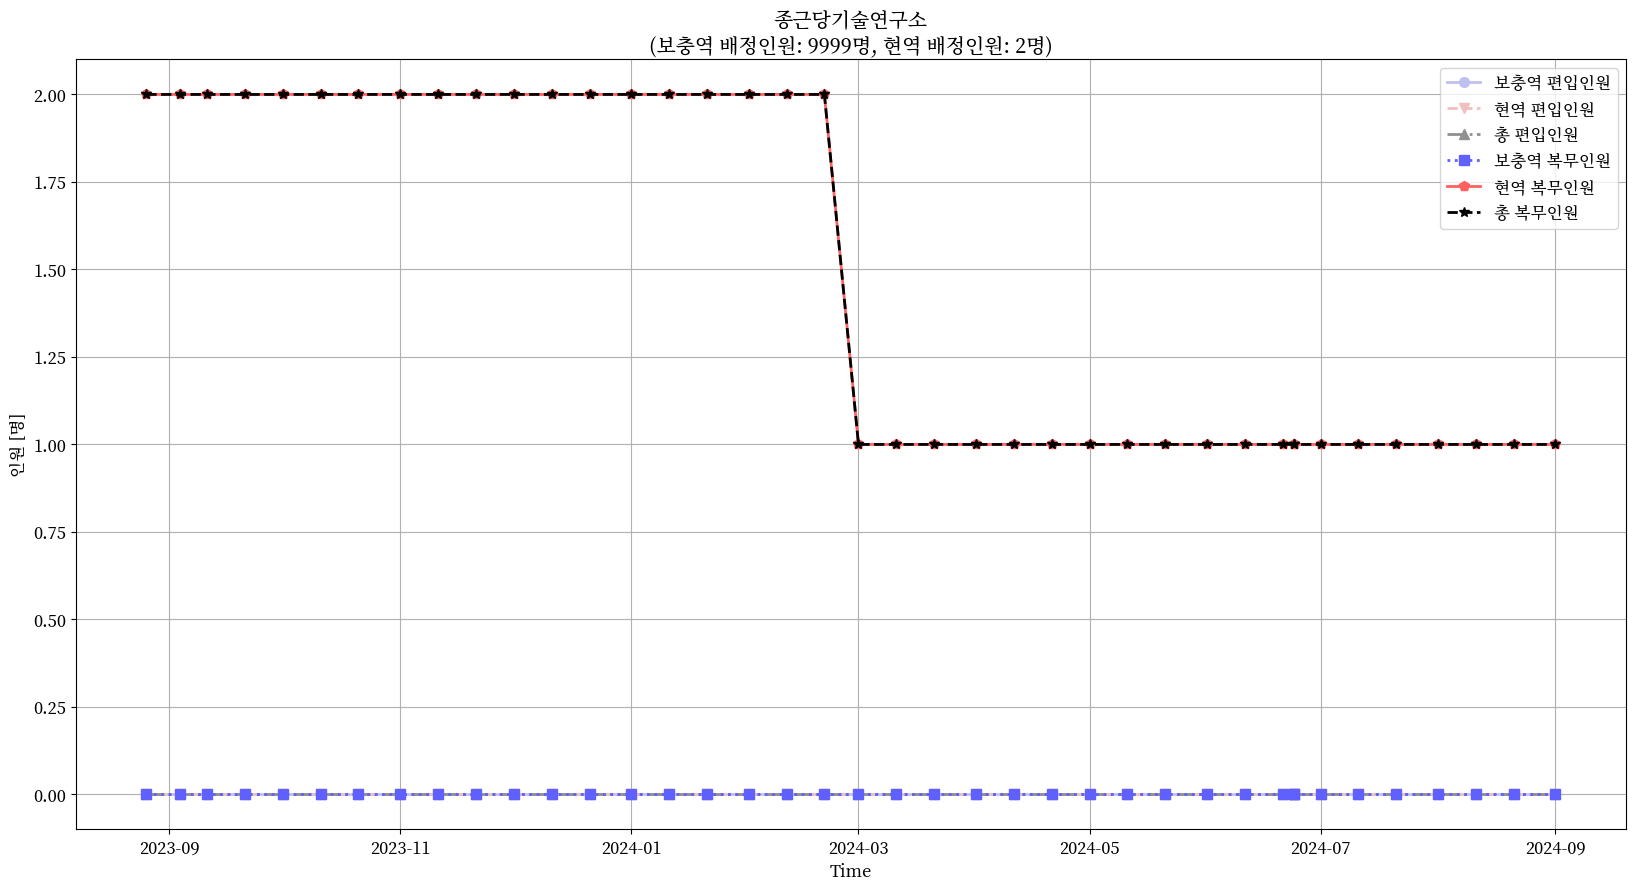 종근당기술연구소
(보충역 배정인원: 9999명, 현역 배정인원: 2명)
보충역 편입인원
현역 편입인원
총 편입인원
보충역 복무인원
현역 복무인원
총 복무인원
2.00
1.75
1.50
1.25
1.00
0.75
0.50
0.25
0.00
인원 [명]
2023-09
2023-11
2024-01
2024-03
2024-05
2024-07
2024-09
Time